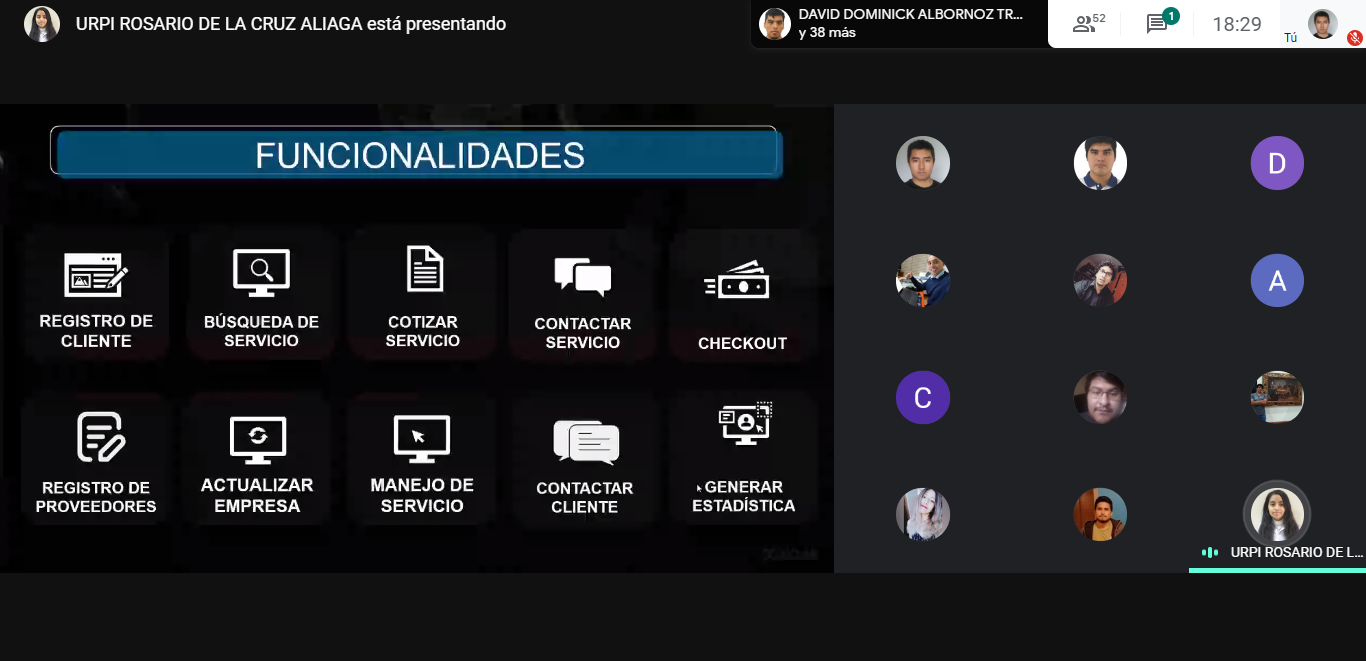 URPI ROSARIO DE LA CRUZ ALIAGA está presentando
DAVID DOMINICK ALBORNOZ TR...
y 38 más
52
1
18:29
Tú
FUNCIONALIDADES
REGISTRO DE
CLIENTE
BÚSQUEDA DE
SERVICIO
COTIZAR
SERVICIO
CONTACTAR
SERVICIO
CHECKOUT
REGISTRO DE
PROVEEDORES
ACTUALIZAR
EMPRESA
MANEJO DE
SERVICIO
CONTACTAR
CLIENTE
GENERAR
ESTADÍSTICA
D
A
C
URPI ROSARIO DE L...